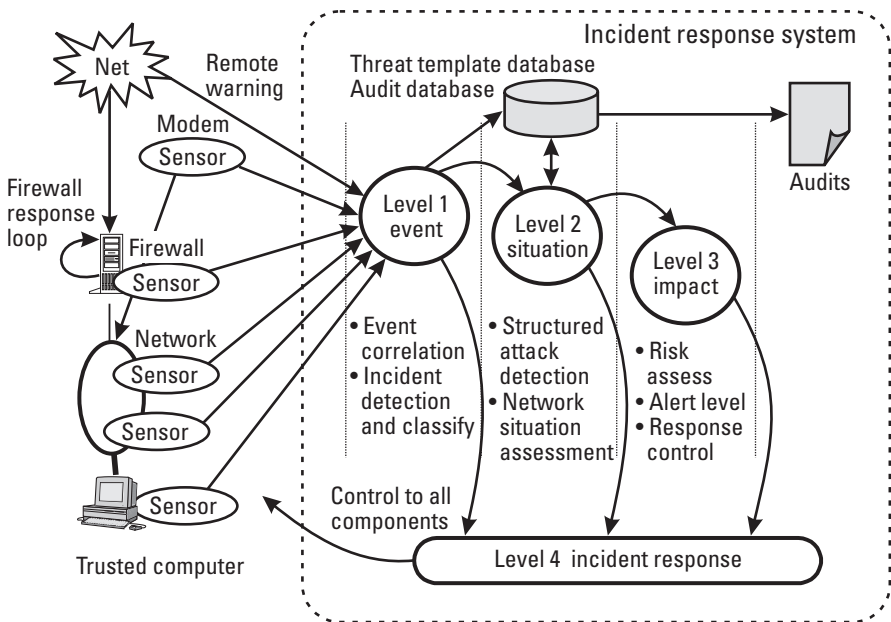 Incident response system
Net
Remote
warning
Threat template database
Audit database
Modem
Sensor
Audits
Firewall
response
loop
Level 1
event
Level 2
situation
Level 3
impact
Firewall
Sensor
Network
Sensor
Sensor
Sensor
• Event
correlation
• Incident
detection
and classify
• Structured
attack
detection
• Network
situation
assessment
• Risk
assess
• Alert level
• Response
control
Control to all
components
Trusted computer
Level 4 incident response